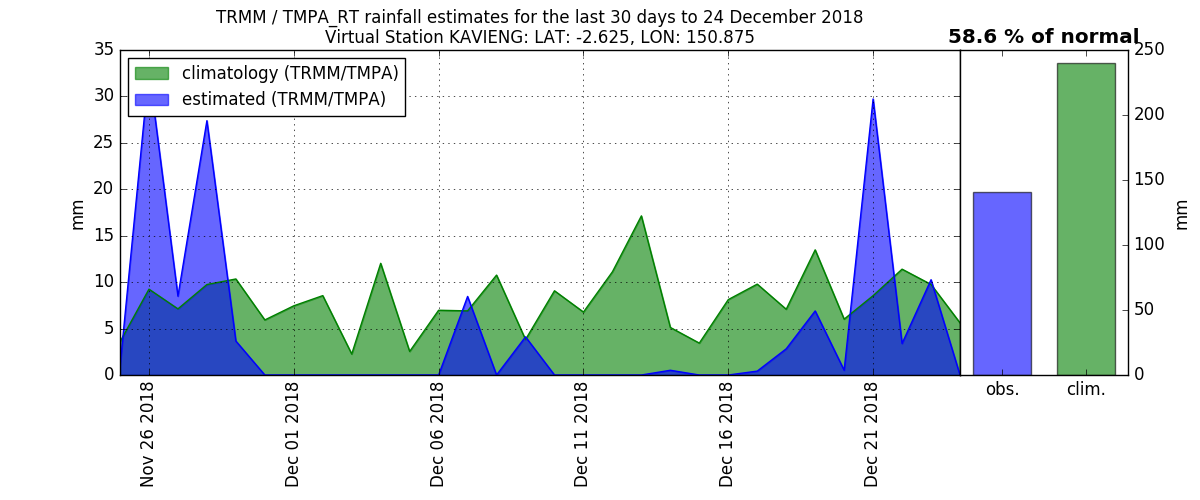 TRMM / TMPA_RT rainfall estimates for the last 30 days to 24 December 2018
Virtual Station KAVIENG: LAT: -2.625, LON: 150.875
58.6 % of normal
climatology (TRMM/TMPA)
estimated (TRMM/TMPA)
35
30
25
20
15
10
5
0
mm
Nov 26 2018
Dec 01 2018
Dec 06 2018
Dec 11 2018
Dec 16 2018
Dec 21 2018
obs.
clim.
250
200
150
100
50
0
mm